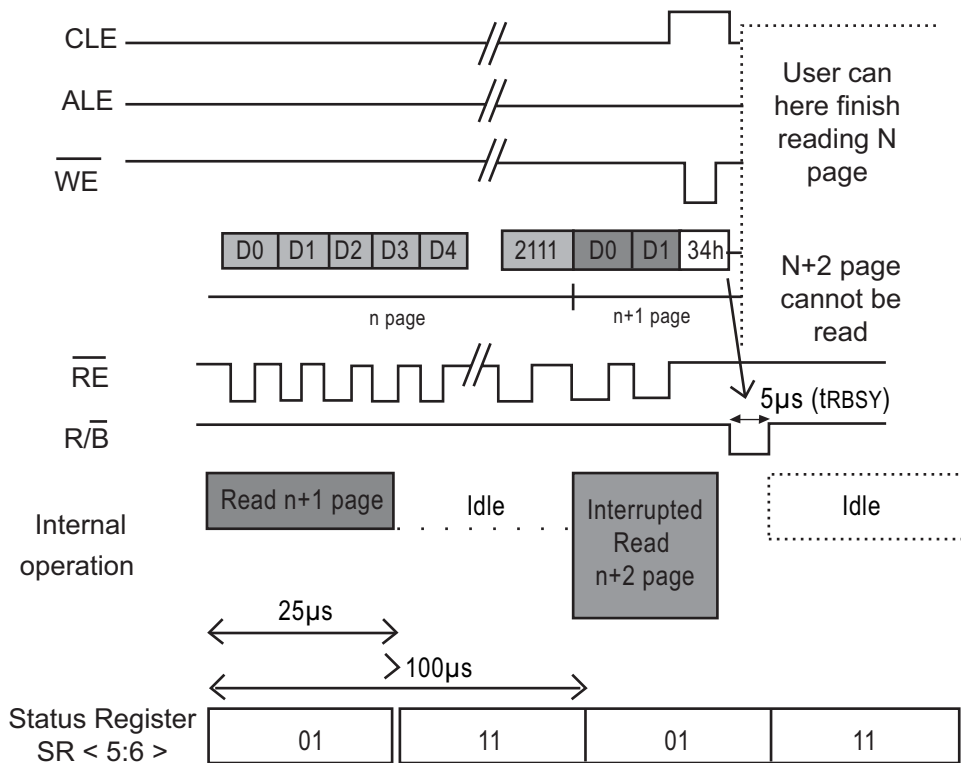 CLE
ALE
WE
User can
here finish
reading N
page
D0 D1 D2 D3 D4 2111 D0 D1 34h
N+2 page
cannot be
read
n page
n+1 page
RE
5µs (tRBSY)
R/B
Internal
operation
Read n+1 page
Idle
Interrupted
Read
n+2 page
Idle
25µs
>100µs
Status Register
SR < 5:6 >
01 11 01 11